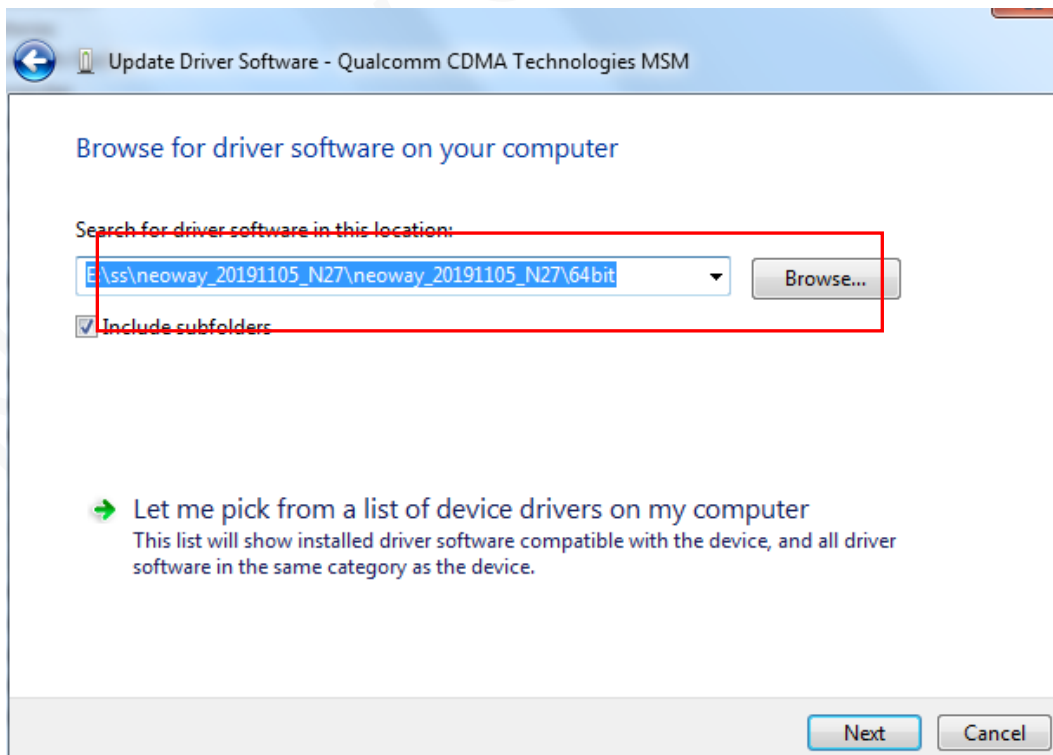 Update Driver Software - Qualcomm CDMA Technologies MSM
Browse for driver software on your computer
Search for driver software in this location:
E:\ss\neoway_20191105_N27\neoway_20191105_N27\64bit
Browse...
Include subfolders
Let me pick from a list of device drivers on my computer
This list will show installed driver software compatible with the device, and all driver
software in the same category as the device.
Next
Cancel